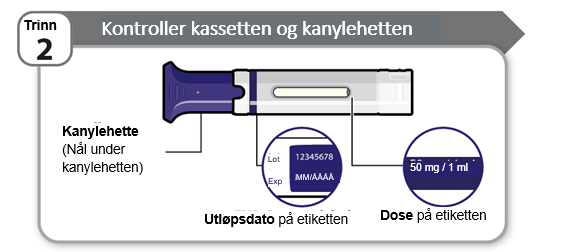 Trinn
2
Kontroller kassetten og kanylehetten
Kanylehette
(Nål under
kanylehetten)
Lot
12345678
Exp
MM/ÅÅÅÅ
50 mg / 1 ml
Utløpsdato på etiketten
Dose på etiketten